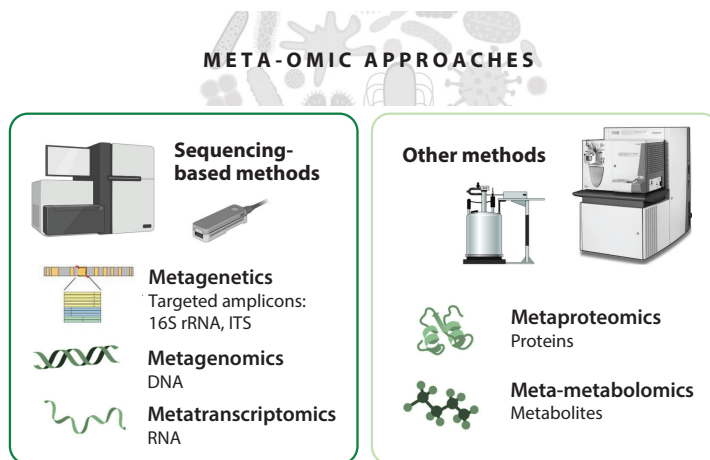 META-OMIC APPROACHES
Sequencing-
based methods
Metagenetics
Targeted amplicons:
16S rRNA, ITS
Metagenomics
DNA
Metatranscriptomics
RNA
Other methods
Metaproteomics
Proteins
Meta-metabolomics
Metabolites